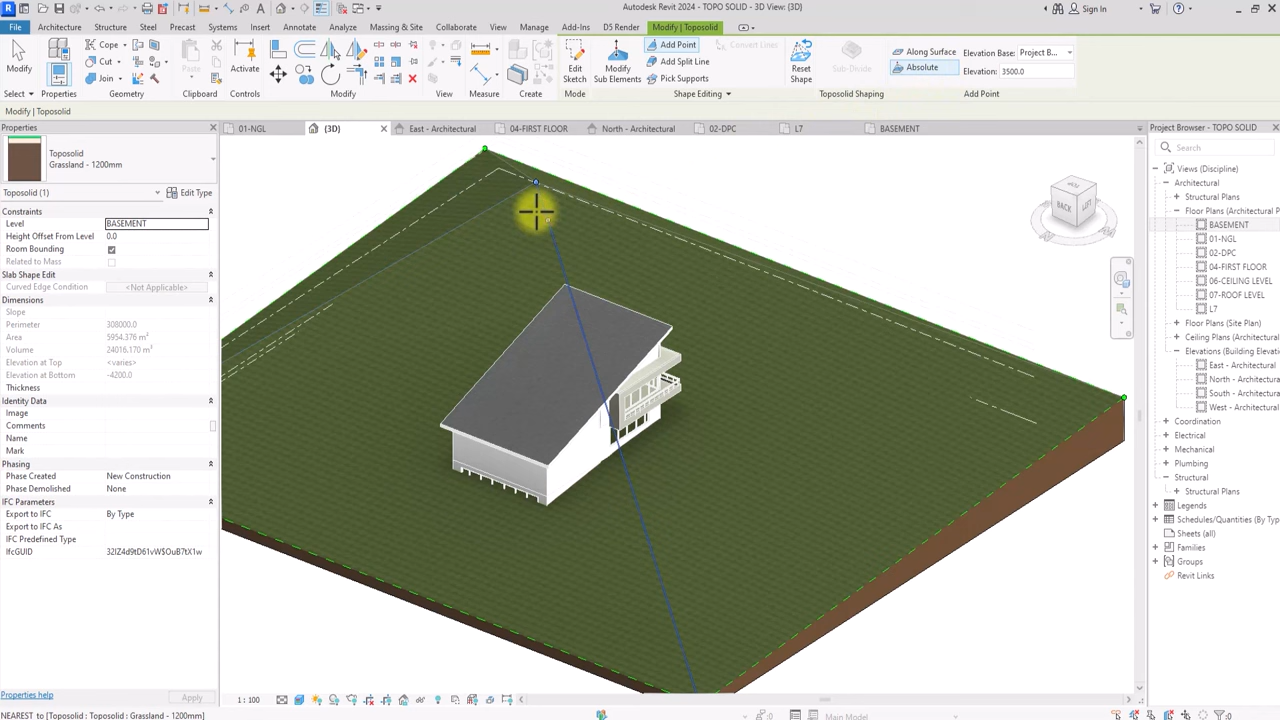 Autodesk Revit 2024 - TOPO SOLID - 3D View: {3D}
Sign In
File Architecture Structure Steel Precast Systems Insert Annotate Analyze Massing & Site Collaborate View Manage Add-Ins D5 Render Modify | Toposolid
Modify
Select
Properties
Paste
Clipboard
Cope
Cut
Join
Geometry
Activate
Controls
Modify
View
Measure
Create
Edit
Sketch
Mode
Modify
Sub Elements
Add Point
Add Split Line
Pick Supports
Convert Lines
Reset
Shape
Shape Editing
Sub-Divide
Toposolid Shaping
Along Surface
Absolute
Elevation Base: Project B...
Elevation: 3500.0
Add Point
Modify | Toposolid
Properties
Toposolid
Grassland - 1200mm
Toposolid (1)
Edit Type
Constraints
Level BASEMENT
Height Offset From Level 0.0
Room Bounding
Related to Mass
Slab Shape Edit
Curved Edge Condition <Not Applicable>
Dimensions
Slope
Perimeter 308000.0
Area 5954.376 m²
Volume 24016.170 m³
Elevation at Top <varies>
Elevation at Bottom -4200.0
Thickness
Identity Data
Image
Comments
Name
Mark
Phasing
Phase Created New Construction
Phase Demolished None
IFC Parameters
Export to IFC By Type
Export to IFC As
IFC Predefined Type
IfcGUID 32IZ4d9tD61vW$OuB7tX1w
Properties help
Apply
01-NGL
{3D}
East - Architectural
04-FIRST FLOOR
North - Architectural
02-DPC
L7
BASEMENT
BACK
LEFT
1 : 100
Project Browser - TOPO SOLID
Search
Views (Discipline)
Architectural
Structural Plans
Floor Plans (Architectural P
BASEMENT
01-NGL
02-DPC
04-FIRST FLOOR
06-CEILING LEVEL
07-ROOF LEVEL
L7
Floor Plans (Site Plan)
Ceiling Plans (Architectural
Elevations (Building Elevati
East - Architectural
North - Architectura
South - Architectura
West - Architectural
Coordination
Electrical
Mechanical
Plumbing
Structural
Structural Plans
Legends
Schedules/Quantities (By Typ
Sheets (all)
Families
Groups
Revit Links
NEAREST to [Toposolid : Toposolid : Grassland - 1200mm]
:0
Main Model
:0